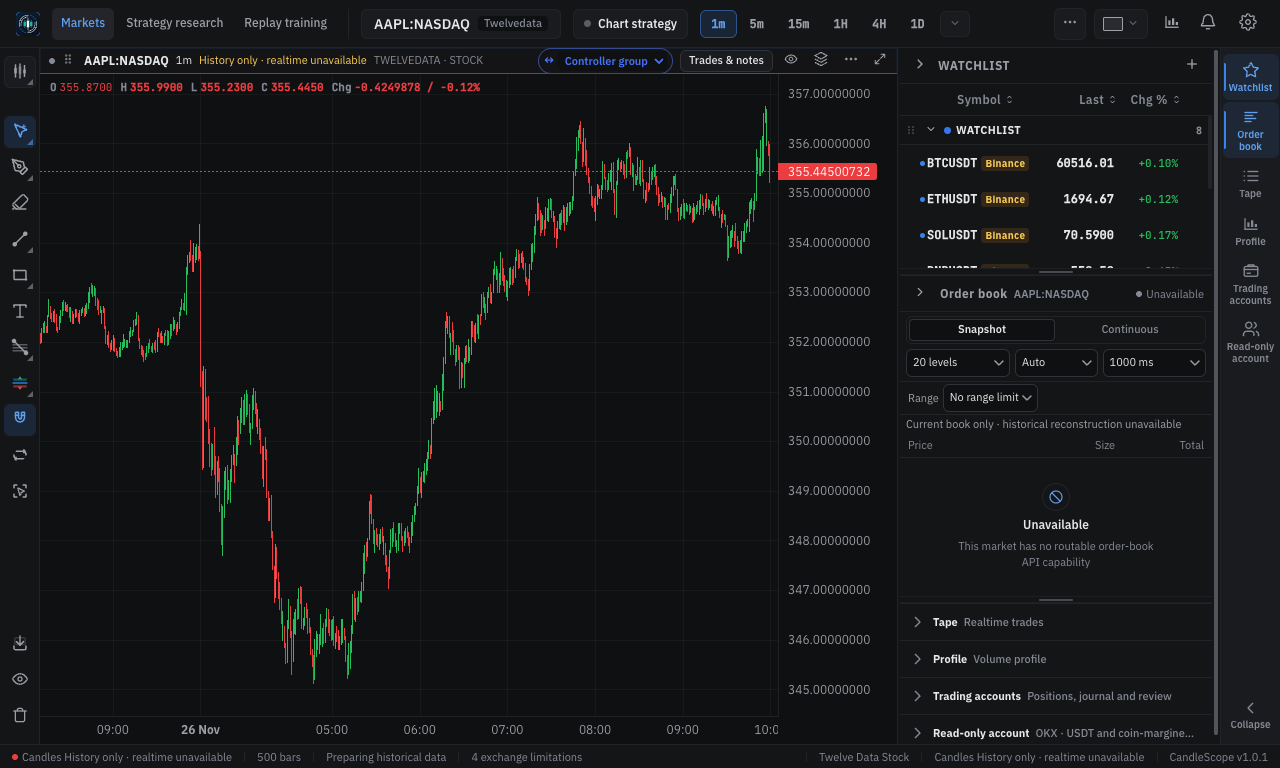 Markets
Strategy research
Replay training
AAPL:NASDAQ Twelvedata
Chart strategy
1m 5m 15m 1H 4H 1D
AAPL:NASDAQ 1m History only · realtime unavailable TWELVEDATA · STOCK
Controller group
Trades & notes
O 355.8700 H 355.9900 L 355.2300 C 355.4450 Chg -0.4249878 / -0.12%
357.00000000
356.00000000
355.44500732
355.00000000
354.00000000
353.00000000
352.00000000
351.00000000
350.00000000
349.00000000
348.00000000
347.00000000
346.00000000
345.00000000
09:00 26 Nov 05:00 06:00 07:00 08:00 09:00 10:0
WATCHLIST
Symbol Last Chg %
WATCHLIST 8
BTCUSDT Binance 60516.01 +0.10%
ETHUSDT Binance 1694.67 +0.12%
SOLUSDT Binance 70.5900 +0.17%
Order book AAPL:NASDAQ Unavailable
Snapshot Continuous
20 levels Auto 1000 ms
Range No range limit
Current book only · historical reconstruction unavailable
Price Size Total
Unavailable
This market has no routable order-book
API capability
Tape Realtime trades
Profile Volume profile
Trading accounts Positions, journal and review
Read-only account OKX · USDT and coin-margine...
Watchlist
Order
book
Tape
Profile
Trading
accounts
Read-only
account
Collapse
Candles History only · realtime unavailable 500 bars Preparing historical data 4 exchange limitations
Twelve Data Stock Candles History only · realtime unavailable CandleScope v1.0.1